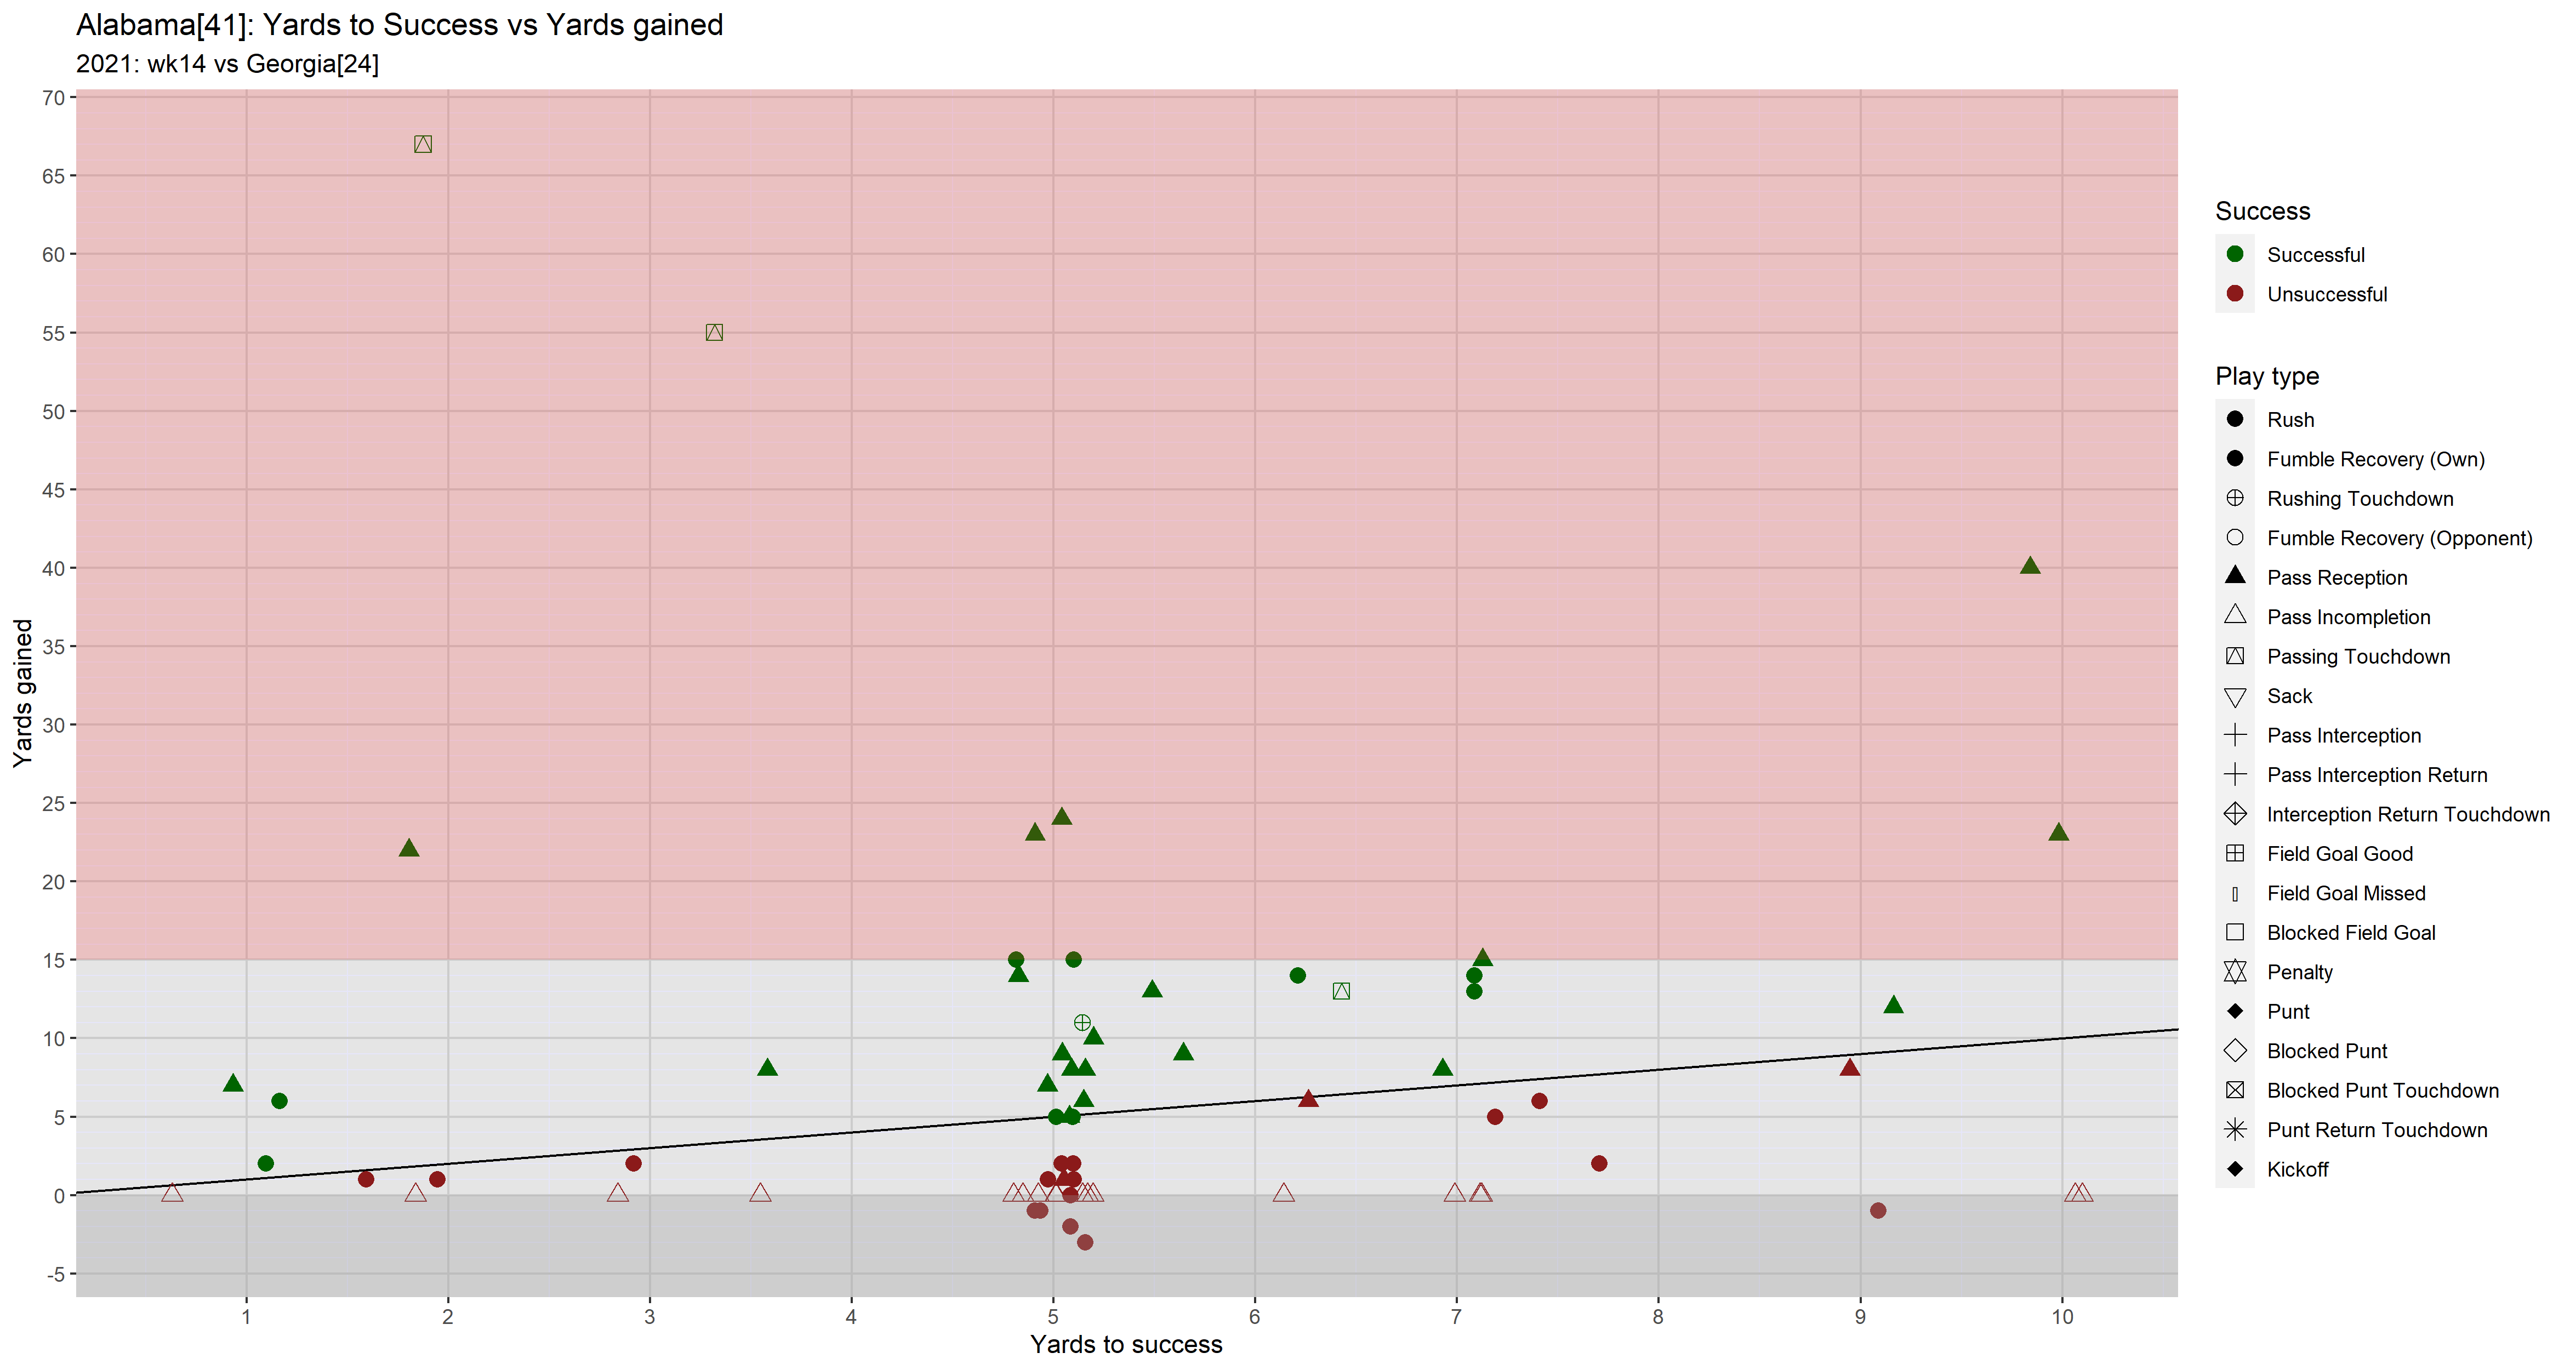 Alabama[41]: Yards to Success vs Yards gained
2021: wk14 vs Georgia[24]
Yards gained
70
65
60
55
50
45
40
35
30
25
20
15
10
5
0
-5
1 2 3 4 5 6 7 8 9 10
Yards to success
Success
Successful
Unsuccessful
Play type
Rush
Fumble Recovery (Own)
Rushing Touchdown
Fumble Recovery (Opponent)
Pass Reception
Pass Incompletion
Passing Touchdown
Sack
Pass Interception
Pass Interception Return
Interception Return Touchdown
Field Goal Good
Field Goal Missed
Blocked Field Goal
Penalty
Punt
Blocked Punt
Blocked Punt Touchdown
Punt Return Touchdown
Kickoff